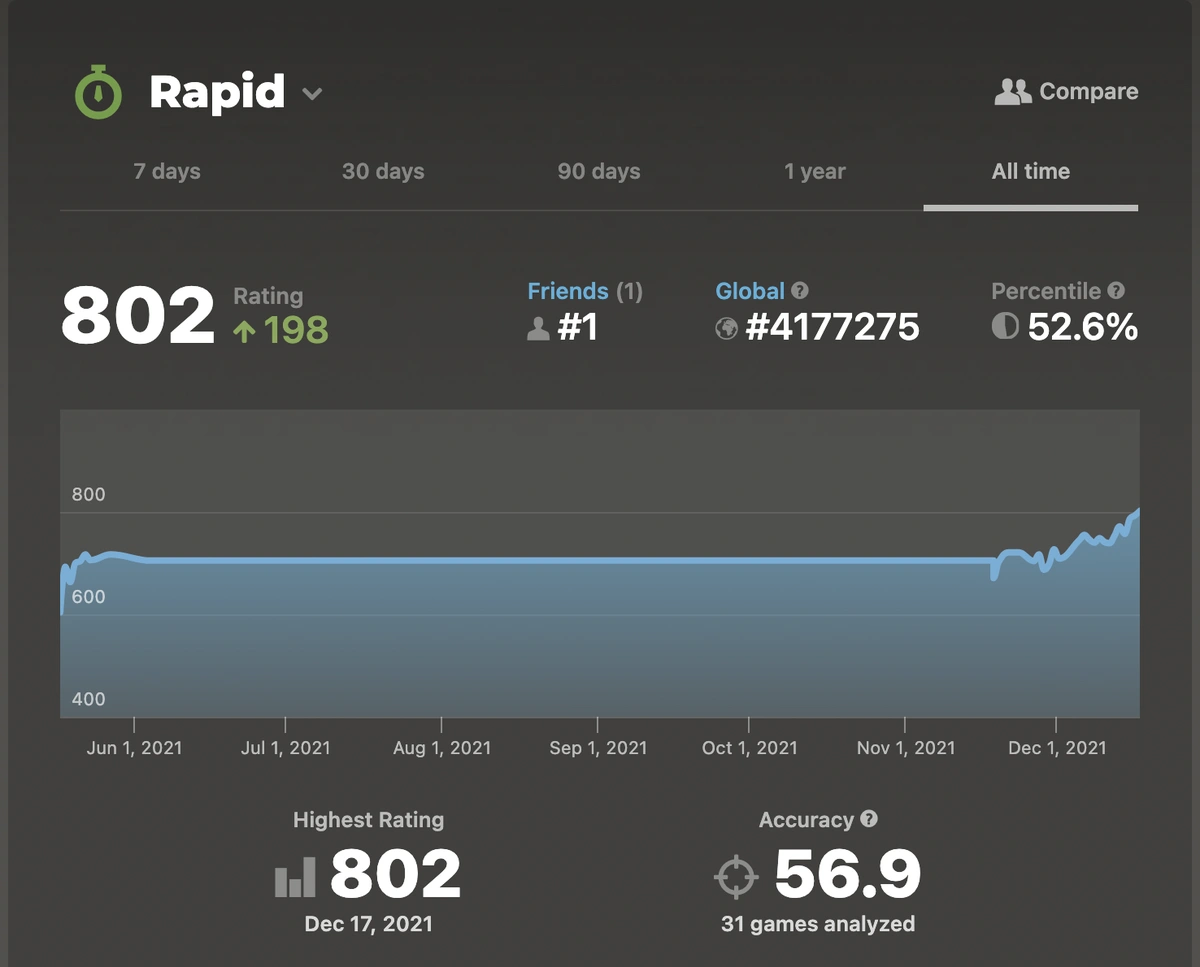 Rapid
Compare
7 days 30 days 90 days 1 year All time
802 Rating ↑198
Friends (1) #1
Global ? #4177275
Percentile ? 52.6%
800
600
400
Jun 1, 2021 Jul 1, 2021 Aug 1, 2021 Sep 1, 2021 Oct 1, 2021 Nov 1, 2021 Dec 1, 2021
Highest Rating
802
Dec 17, 2021
Accuracy ?
56.9
31 games analyzed